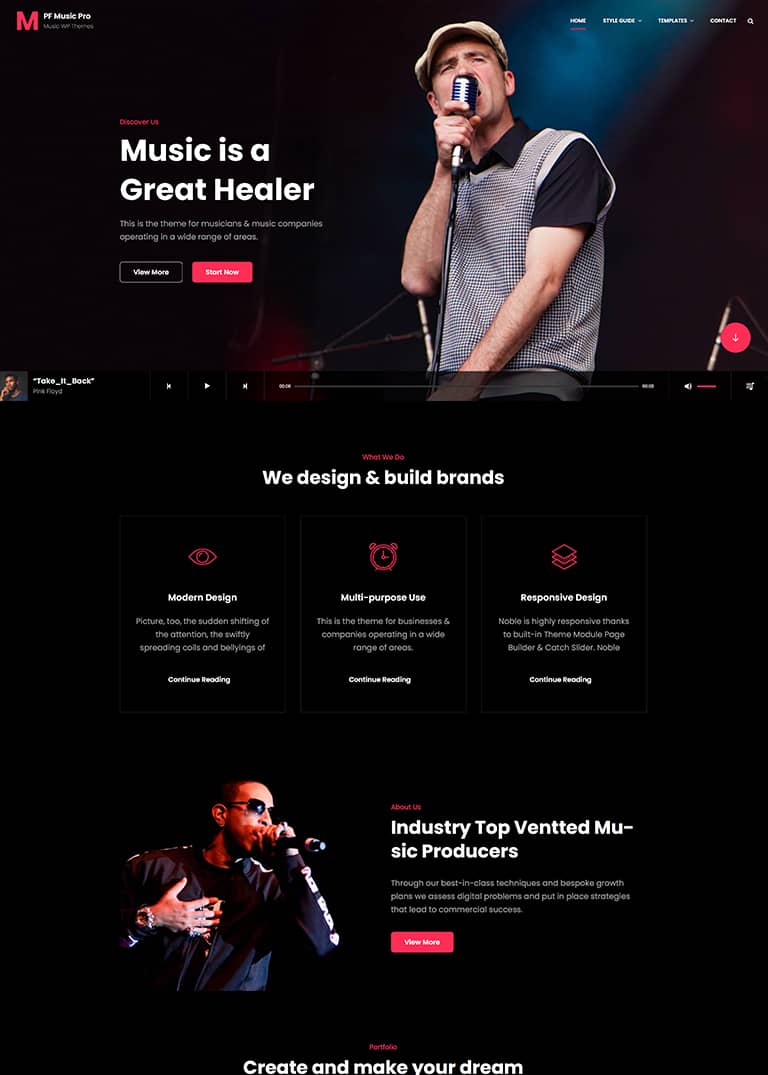 M
PF Music Pro
Music WP Themes
HOME
STYLE GUIDE
TEMPLATES
CONTACT
Discover Us
Music is a
Great Healer
This is the theme for musicians & music companies
operating in a wide range of areas.
View More
Start Now
"Take_It_Back"
Pink Floyd
What We Do
We design & build brands
Modern Design
Picture, too, the sudden shifting of
the attention, the swiftly
spreading coils and bellyings of
Continue Reading
Multi-purpose Use
This is the theme for businesses &
companies operating in a wide
range of areas.
Continue Reading
Responsive Design
Noble is highly responsive thanks
to built-in Theme Module Page
Builder & Catch Slider. Noble
Continue Reading
About Us
Industry Top Ventted Mu-
sic Producers
Through our best-in-class techniques and bespoke growth
plans we assess digital problems and put in place strategies
that lead to commercial success.
View More
Portfolio
Create and make your dream